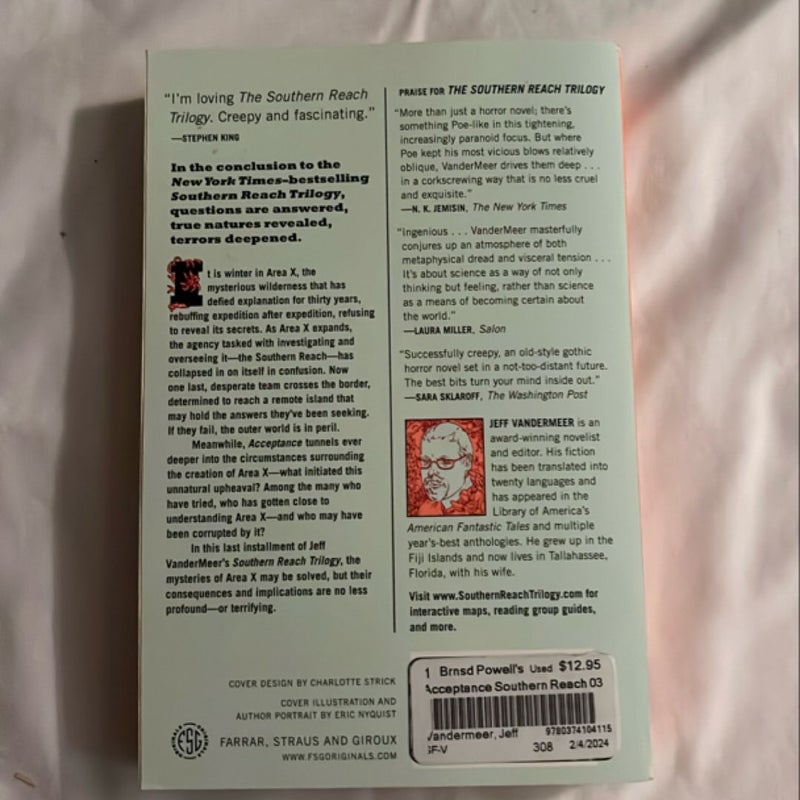 “I'm loving The Southern Reach
Trilogy. Creepy and fascinating.”
—STEPHEN KING
In the conclusion to the
New York Times–bestselling
Southern Reach Trilogy,
questions are answered,
true natures revealed,
terrors deepened.
It is winter in Area X, the
mysterious wilderness that has
defied explanation for thirty years,
rebuffing expedition after expedition, refusing
to reveal its secrets. As Area X expands,
the agency tasked with investigating and
overseeing it—the Southern Reach—has
collapsed in on itself in confusion. Now
one last, desperate team crosses the border,
determined to reach a remote island that
may hold the answers they've been seeking.
If they fail, the outer world is in peril.
Meanwhile, Acceptance tunnels ever
deeper into the circumstances surrounding
the creation of Area X—what initiated this
unnatural upheaval? Among the many who
have tried, who has gotten close to
understanding Area X—and who may have
been corrupted by it?
In this last installment of Jeff
VanderMeer's Southern Reach Trilogy, the
mysteries of Area X may be solved, but their
consequences and implications are no less
profound—or terrifying.
COVER DESIGN BY CHARLOTTE STRICK
COVER ILLUSTRATION AND
AUTHOR PORTRAIT BY ERIC NYQUIST
FSG
FARRAR, STRAUS AND GIROUX
WWW.FSGORIGINALS.COM
PRAISE FOR THE SOUTHERN REACH TRILOGY
“More than just a horror novel; there's
something Poe-like in this tightening,
increasingly paranoid focus. But where
Poe kept his most vicious blows relatively
oblique, VanderMeer drives them deep . . .
in a corkscrewing way that is no less cruel
and exquisite.”
—N. K. JEMISIN, The New York Times
“Ingenious . . . VanderMeer masterfully
conjures up an atmosphere of both
metaphysical dread and visceral tension . . .
It's about science as a way of not only
thinking but feeling, rather than science
as a means of becoming certain about
the world.”
—LAURA MILLER, Salon
“Successfully creepy, an old-style gothic
horror novel set in a not-too-distant future.
The best bits turn your mind inside out.”
—SARA SKLAROFF, The Washington Post
JEFF VANDERMEER is an
award-winning novelist
and editor. His fiction
has been translated into
twenty languages and
has appeared in the
Library of America's
American Fantastic Tales and multiple
year's-best anthologies. He grew up in the
Fiji Islands and now lives in Tallahassee,
Florida, with his wife.
Visit www.SouthernReachTrilogy.com for
interactive maps, reading group guides,
and more.
1 Brnsd Powell's Used $12.95
Acceptance Southern Reach 03
Vandermeer, Jeff 9780374104115
SF-V 308 2/4/2024